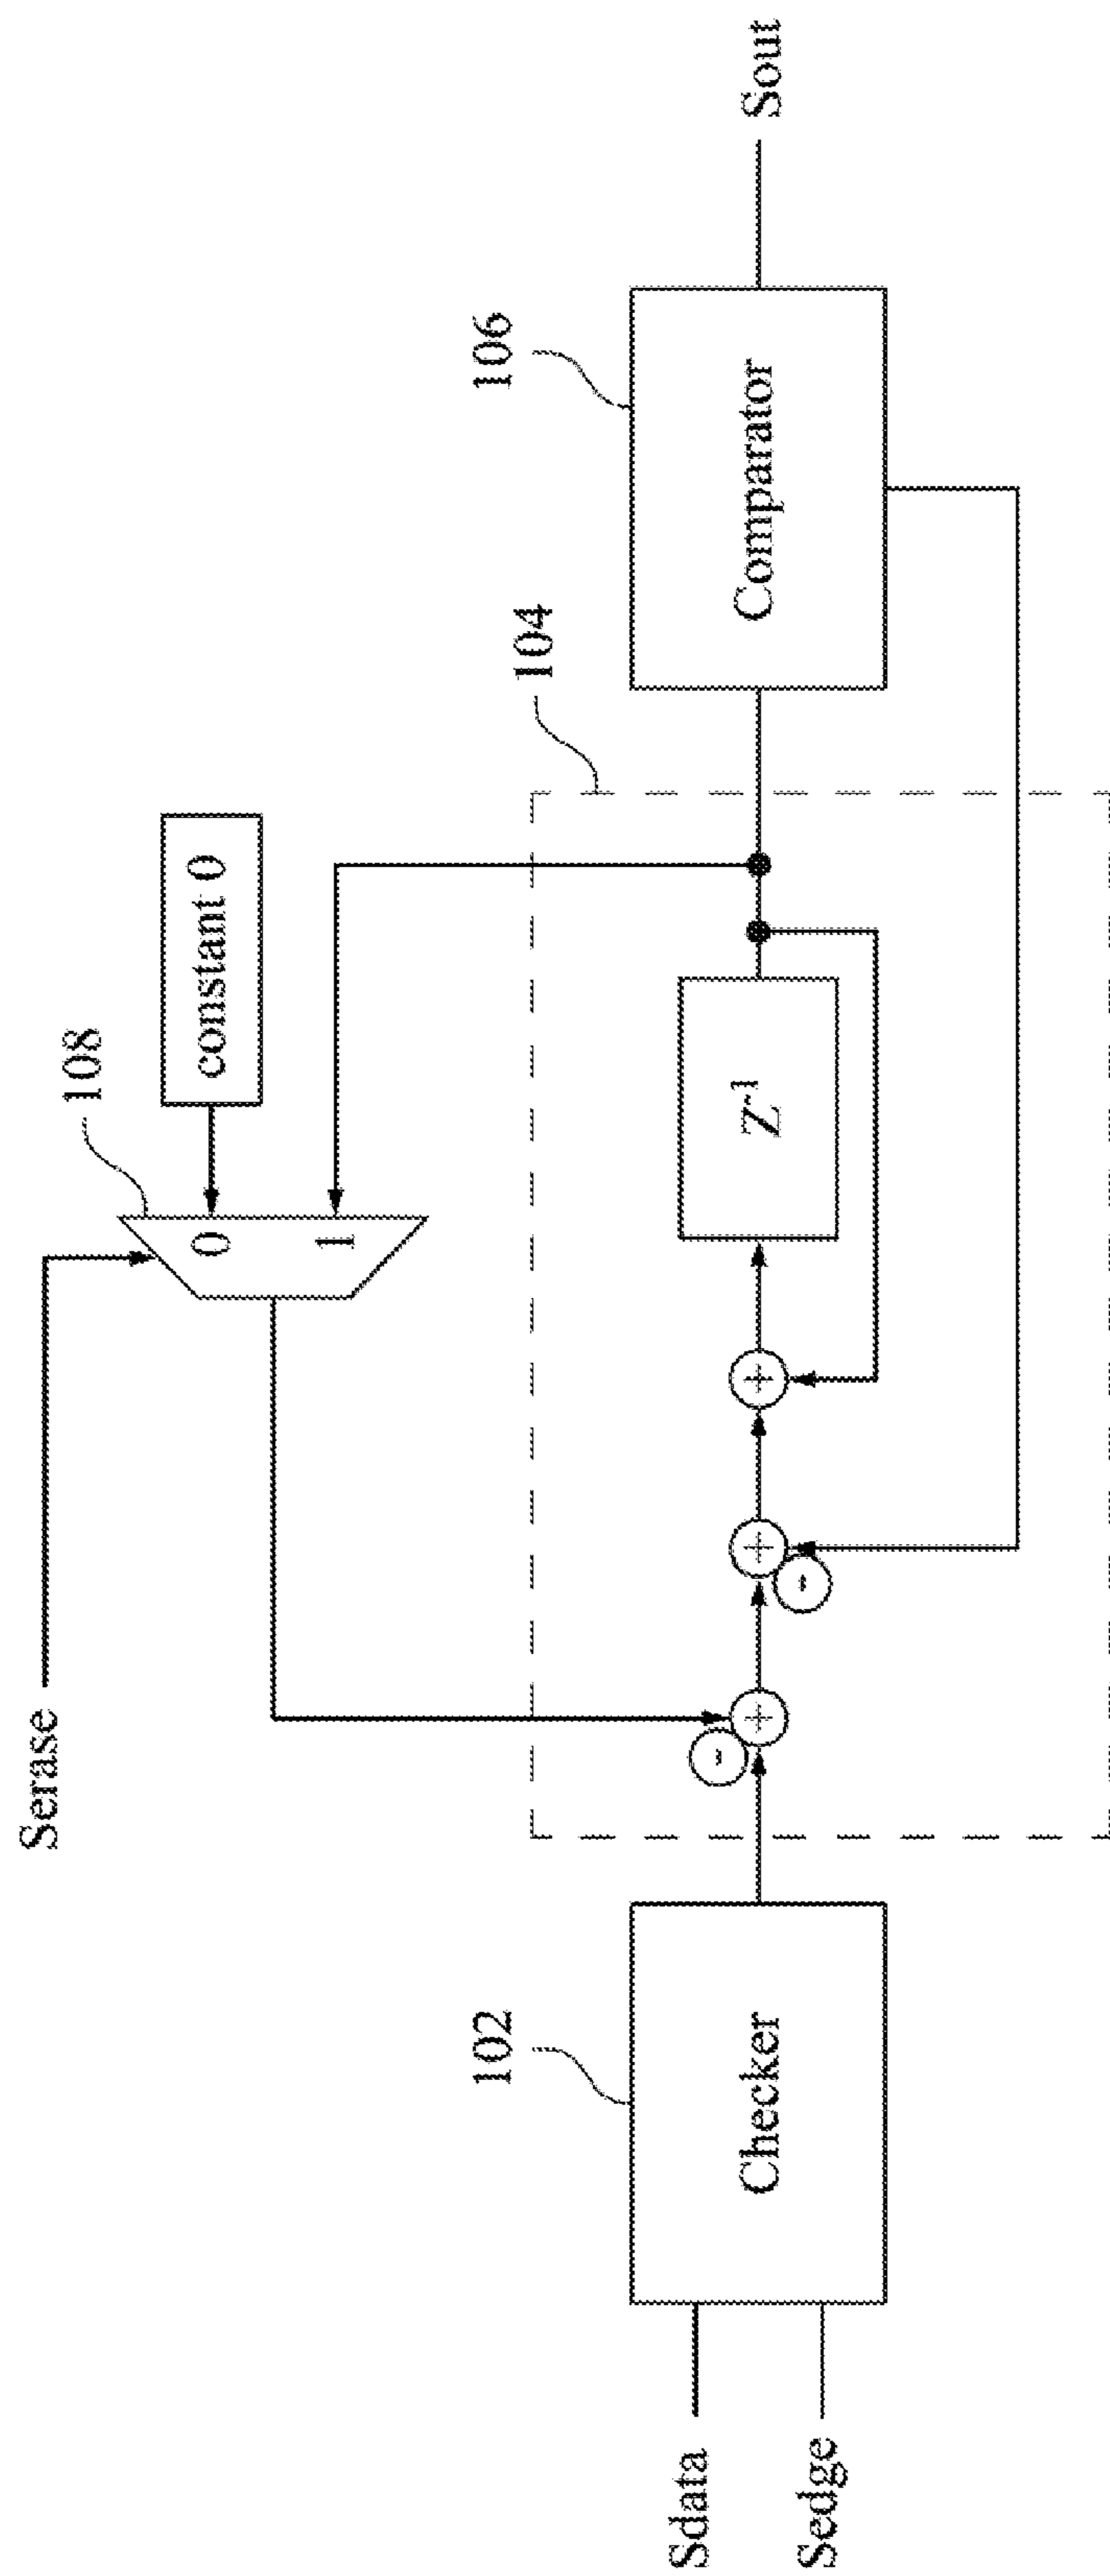 Serase
108
0
1
constant 0
104
Sdata
Sedge
102
Checker
-
+
-
+
+
Z-1
106
Comparator
Sout